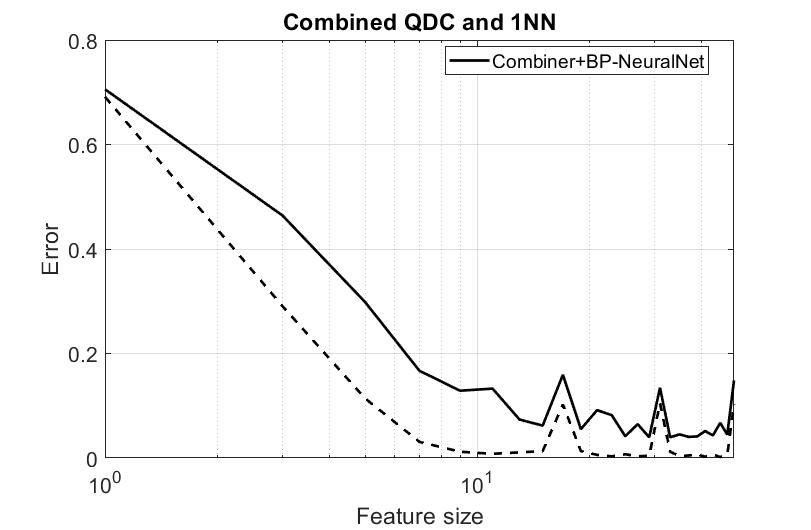 Combined QDC and 1NN
Combiner+BP-NeuralNet
0.8
0.6
0.4
0.2
0
Error
10^0
10^1
Feature size